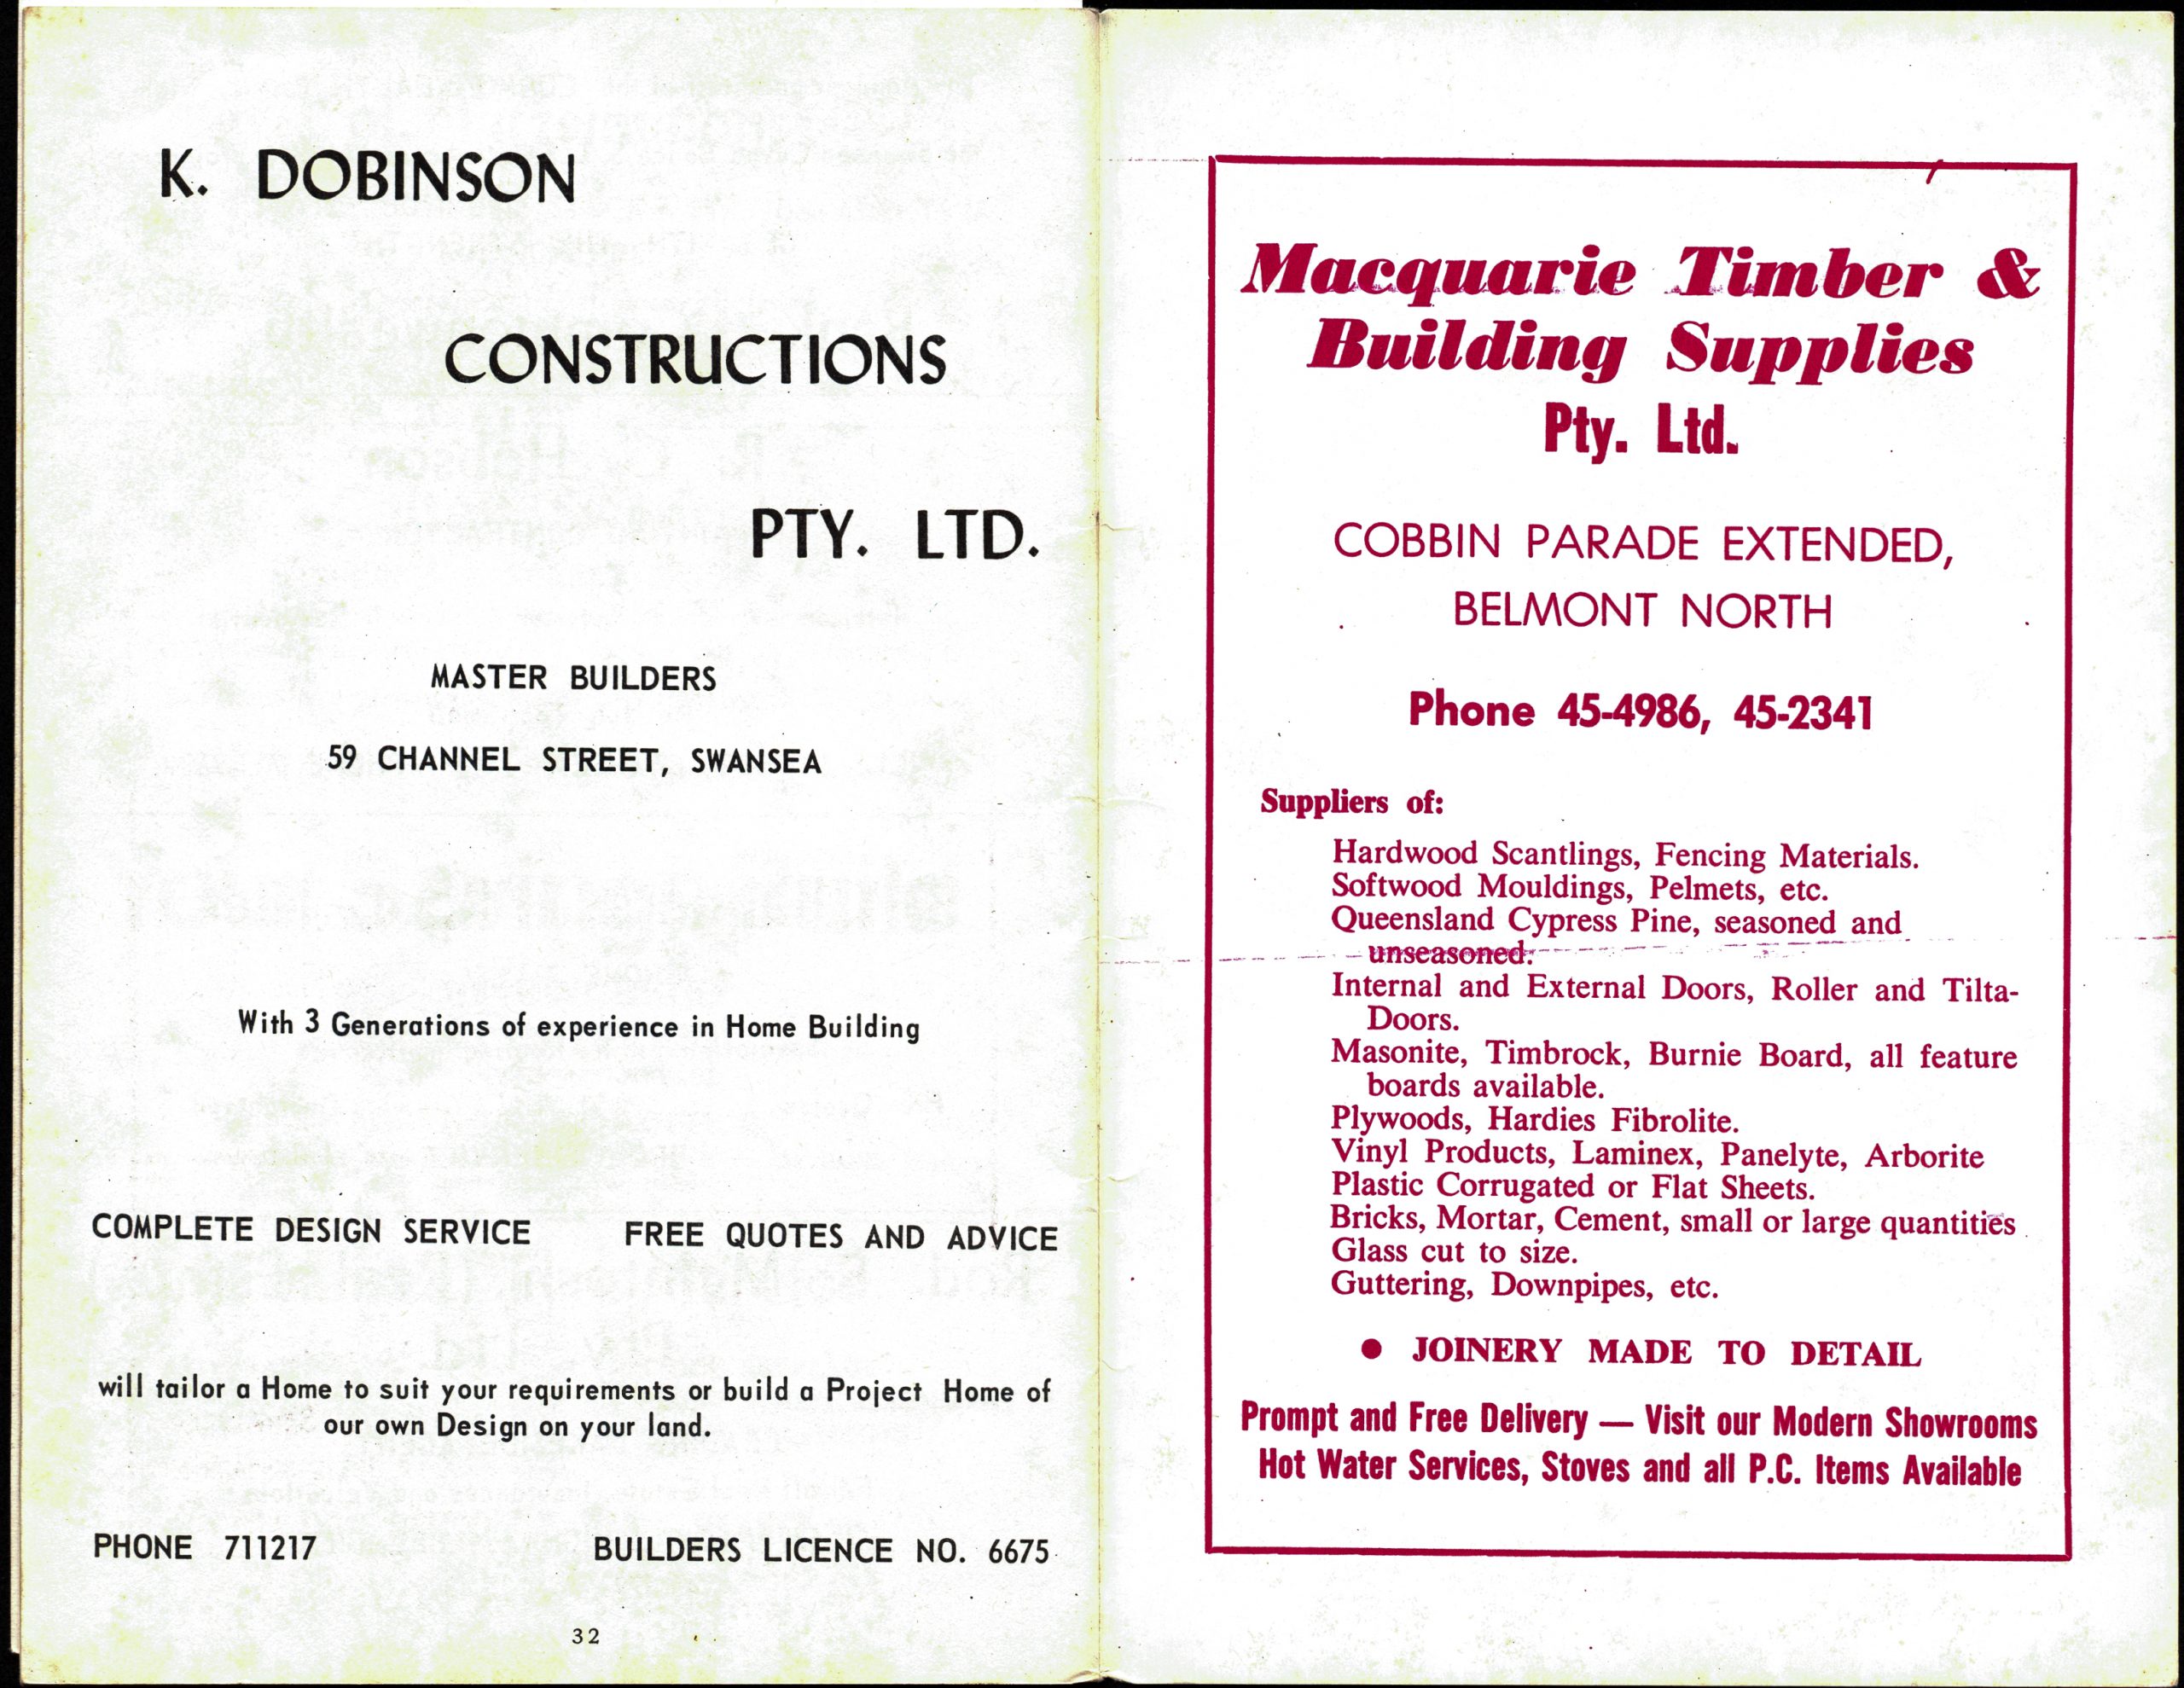 K. DOBINSON
CONSTRUCTIONS
PTY. LTD.
MASTER BUILDERS
59 CHANNEL STREET, SWANSEA
With 3 Generations of experience in Home Building
COMPLETE DESIGN SERVICE FREE QUOTES AND ADVICE
will tailor a Home to suit your requirements or build a Project Home of
our own Design on your land.
PHONE 711217 BUILDERS LICENCE NO. 6675
32
Macquarie Timber &
Building Supplies
Pty. Ltd.
COBBIN PARADE EXTENDED,
BELMONT NORTH
Phone 45-4986, 45-2341
Suppliers of:
Hardwood Scantlings, Fencing Materials.
Softwood Mouldings, Pelmets, etc.
Queensland Cypress Pine, seasoned and
unseasoned.
Internal and External Doors, Roller and Tilta-
Doors.
Masonite, Timbrock, Burnie Board, all feature
boards available.
Plywoods, Hardies Fibrolite.
Vinyl Products, Laminex, Panelyte, Arborite
Plastic Corrugated or Flat Sheets.
Bricks, Mortar, Cement, small or large quantities
Glass cut to size.
Guttering, Downpipes, etc.
● JOINERY MADE TO DETAIL
Prompt and Free Delivery — Visit our Modern Showrooms
Hot Water Services, Stoves and all P.C. Items Available